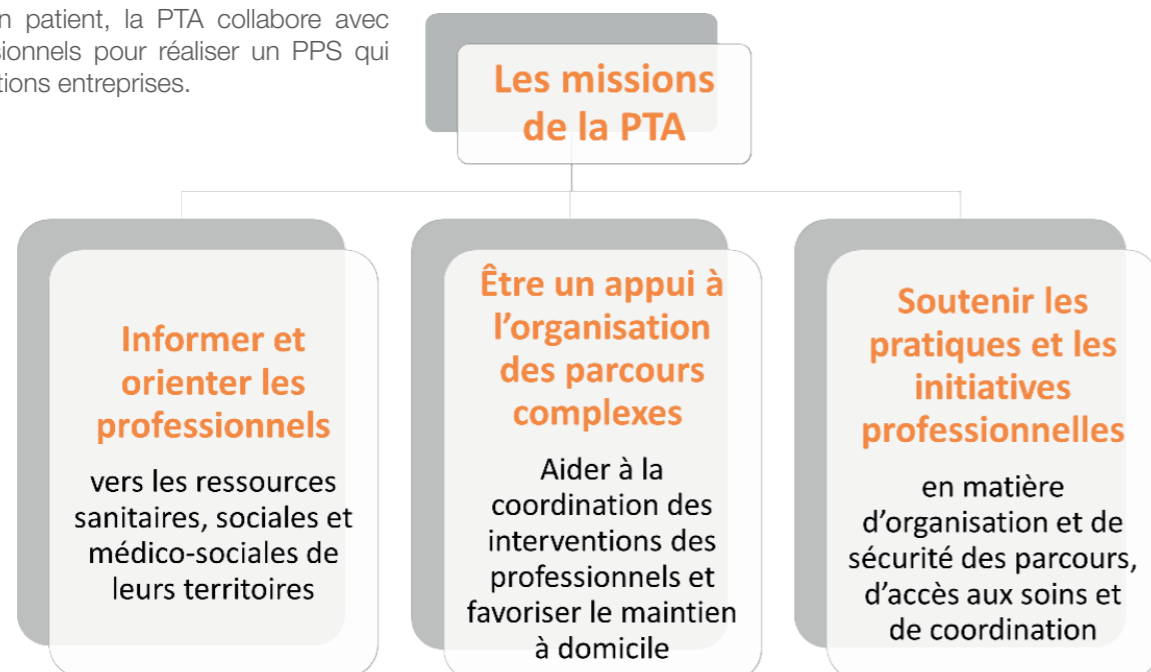 n patient, la PTA collabore avec
sionnels pour réaliser un PPS qui
tions entreprises.
Les missions
de la PTA
Informer et
orienter les
professionnels
vers les ressources
sanitaires, sociales et
médico-sociales de
leurs territoires
Être un appui à
l’organisation
des parcours
complexes
Aider à la
coordination des
interventions des
professionnels et
favoriser le maintien
à domicile
Soutenir les
pratiques et les
initiatives
professionnelles
en matière
d’organisation et de
sécurité des parcours,
d’accès aux soins et
de coordination